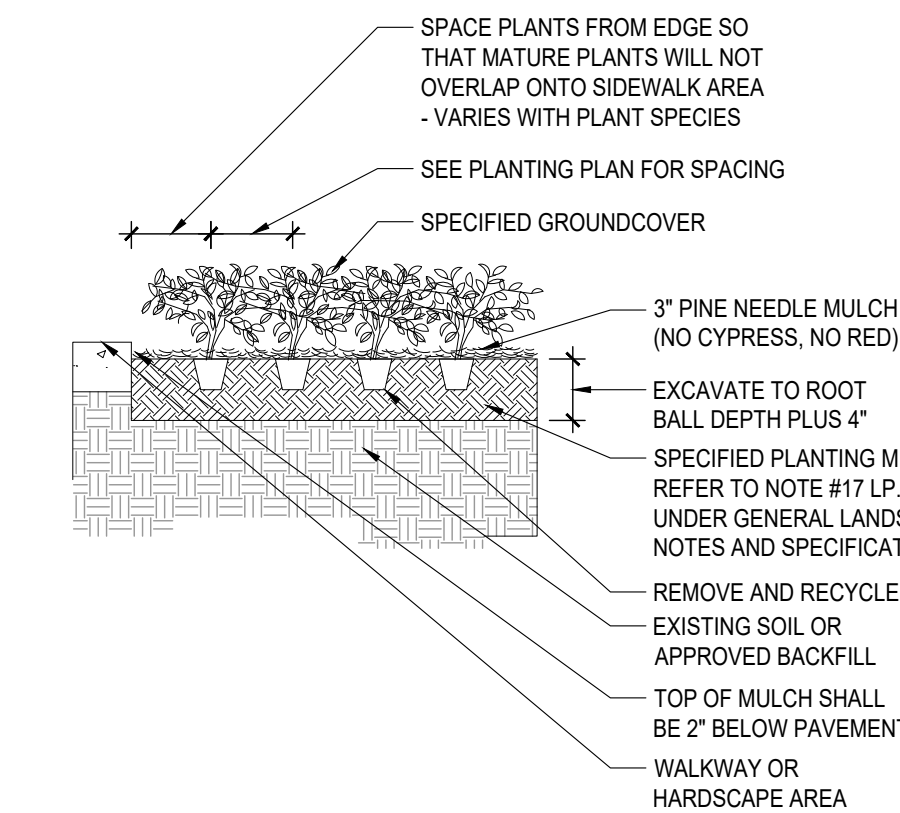 SPACE PLANTS FROM EDGE SO
THAT MATURE PLANTS WILL NOT
OVERLAP ONTO SIDEWALK AREA
- VARIES WITH PLANT SPECIES
SEE PLANTING PLAN FOR SPACING
SPECIFIED GROUNDCOVER
3" PINE NEEDLE MULCH
(NO CYPRESS, NO RED)
EXCAVATE TO ROOT
BALL DEPTH PLUS 4"
SPECIFIED PLANTING
REFER TO NOTE #17 LP.
UNDER GENERAL
NOTES AND
REMOVE AND RECYCLE
EXISTING SOIL OR
APPROVED BACKFILL
TOP OF MULCH SHALL
BE 2" BELOW PAVEMENT
WALKWAY OR
HARDSCAPE AREA